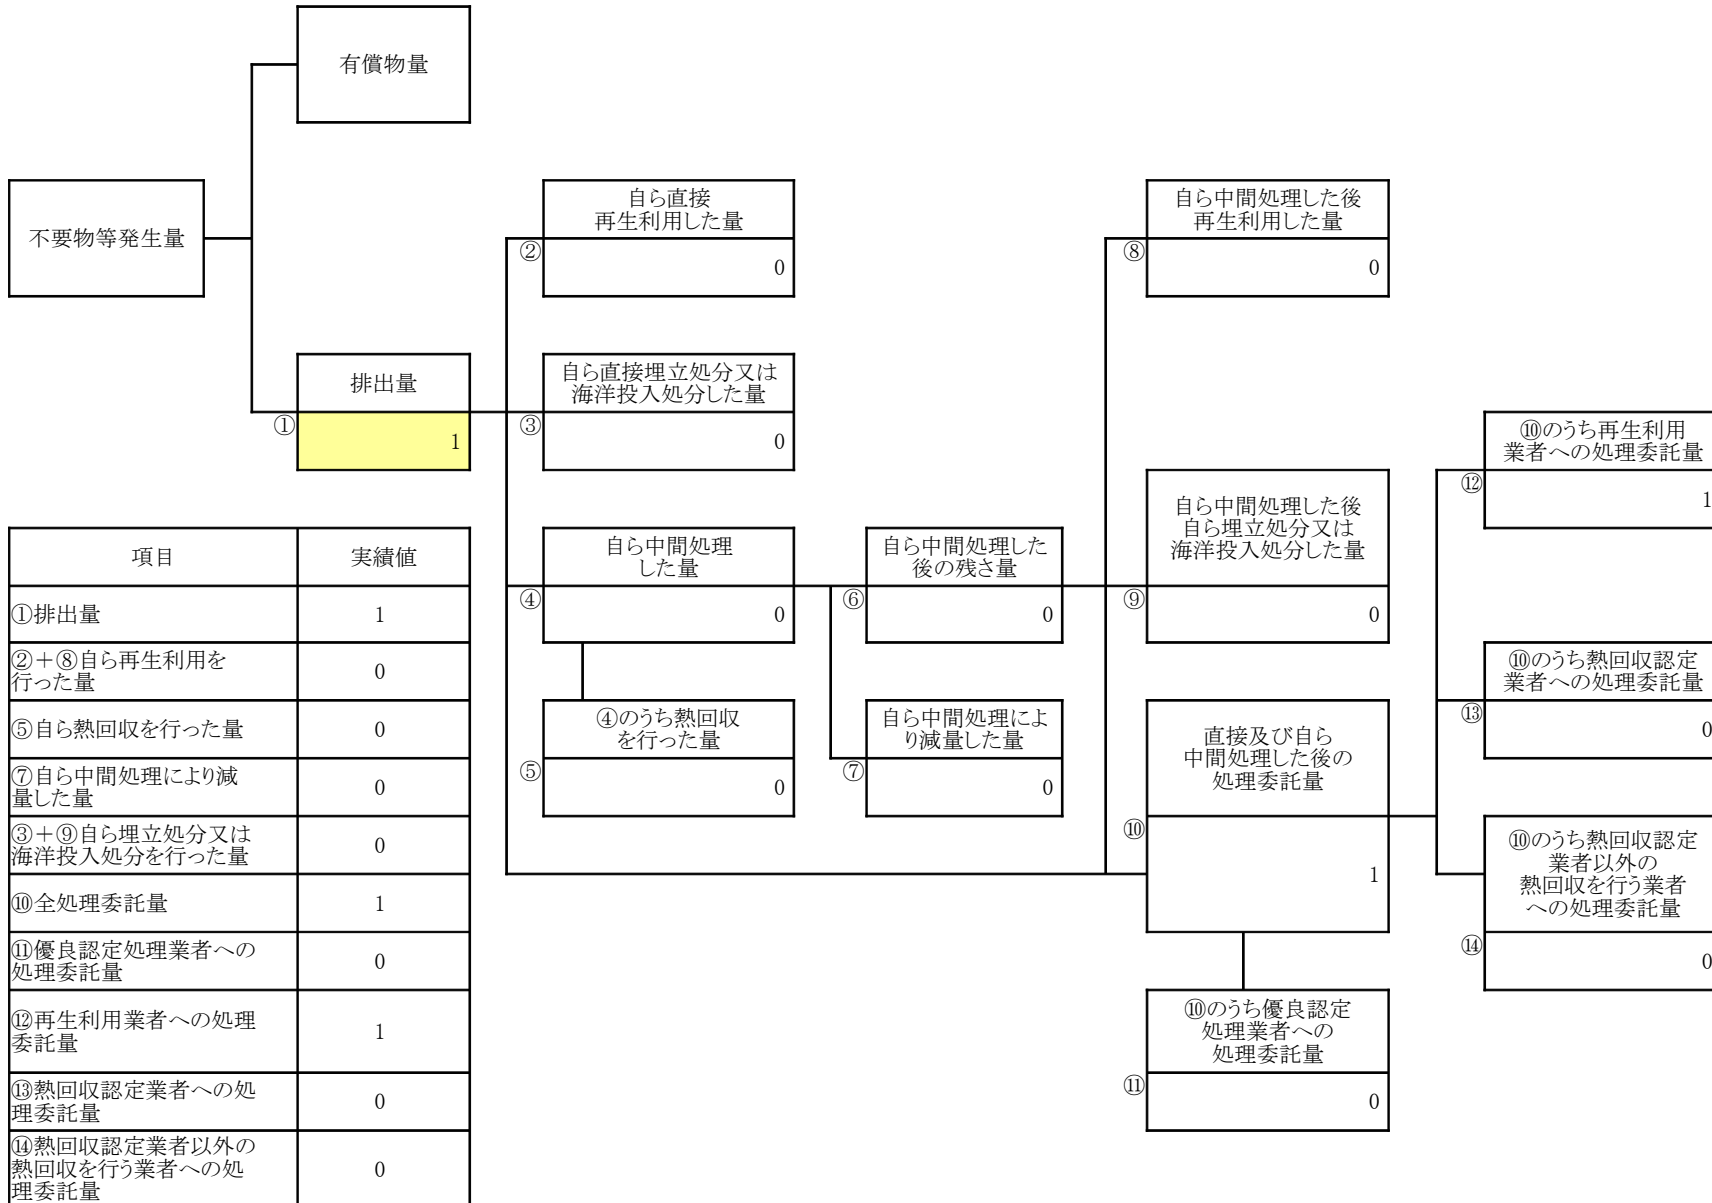 有償物量
不要物等発生量
自ら直接
再生利用した量
②
0
自ら中間処理した後
再生利用した量
⑧
0
排出量
①
1
自ら直接埋立処分又は
海洋投入処分した量
③
0
⑩のうち再生利用
業者への処理委託量
⑫
1
自ら中間処理した後
自ら埋立処分又は
海洋投入処分した量
⑨
0
自ら中間処理
した量
④
0
自ら中間処理した
後の残さ量
⑥
0
⑩のうち熱回収認定
業者への処理委託量
⑬
0
④のうち熱回収
を行った量
⑤
0
自ら中間処理によ
り減量した量
⑦
0
直接及び自ら
中間処理した後の
処理委託量
⑩
1
⑩のうち熱回収認定
業者以外の
熱回収を行う業者
への処理委託量
⑭
0
⑩のうち優良認定
処理業者への
処理委託量
⑪
0
項目
実績値
①排出量
1
②+⑧自ら再生利用を
行った量
0
⑤自ら熱回収を行った量
0
⑦自ら中間処理により減
量した量
0
③+⑨自ら埋立処分又は
海洋投入処分を行った量
0
⑩全処理委託量
1
⑪優良認定処理業者への
処理委託量
0
⑫再生利用業者への処理
委託量
1
⑬熱回収認定業者への処
理委託量
0
⑭熱回収認定業者以外の
熱回収を行う業者への処
理委託量
0